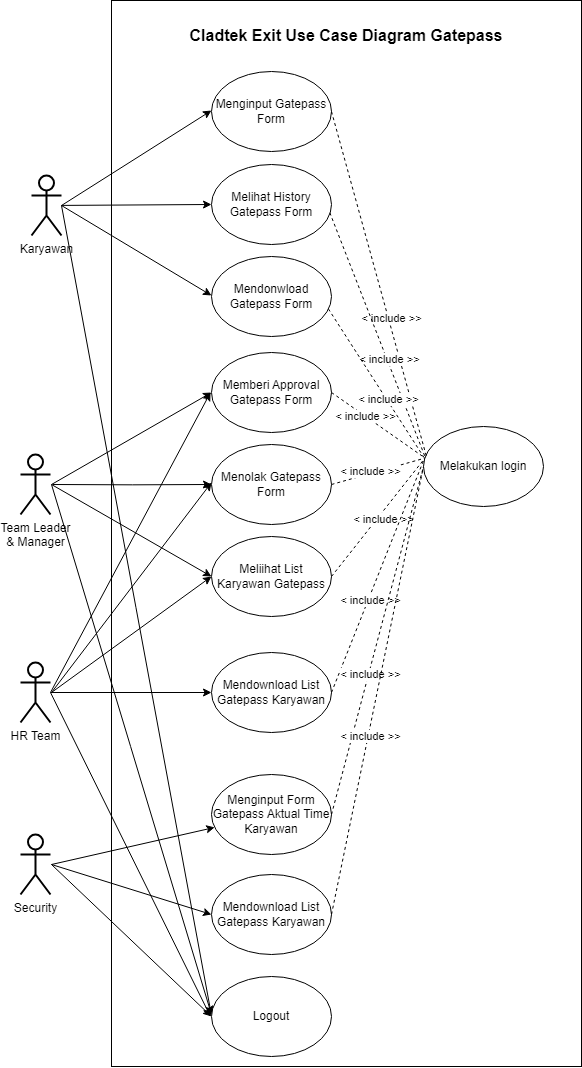 Cladtek Exit Use Case Diagram Gatepass
Menginput Gatepass
Form
Karyawan
Melihat History
Gatepass Form
Mendonwload
Gatepass Form
< include >>
< include >>
Memberi Approval
Gatepass Form
< include >>
< include >>
Team Leader
& Manager
Menolak Gatepass
Form
< include >>
Melakukan login
< include >>
Meliihat List
Karyawan Gatepass
< include >>
HR Team
Mendownload List
Gatepass Karyawan
< include >>
< include >>
Menginput Form
Gatepass Aktual Time
Karyawan
Security
Mendownload List
Gatepass Karyawan
Logout